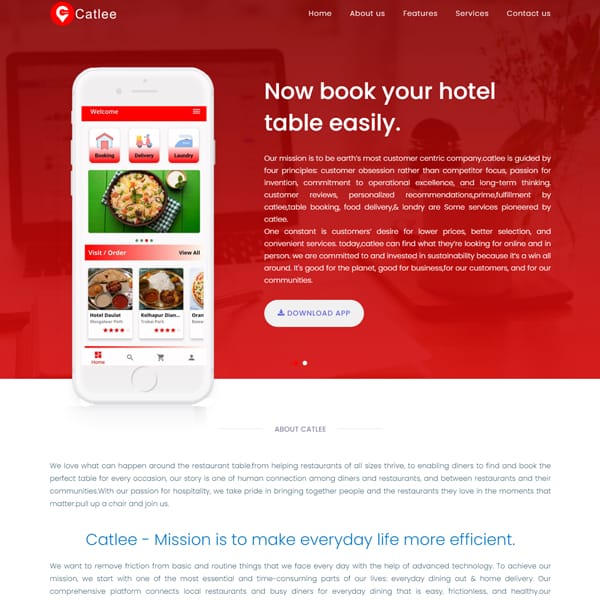 Catlee
Home About us Features Services Contact us
Welcome
Booking Delivery Laundry
Visit / Order View All
Hotel Daulat Kolhapur Dian... Oran
Mangalwar Peth
Home
Now book your hotel
table easily.
Our mission is to be earth's most customer centric company.catlee is guided by
four principles: customer obsession rather than competitor focus, passion for
invention, commitment to operational excellence, and long-term thinking.
customer reviews, personalized recommendations,prime,fulfillment by
catlee,table booking, food delivery,& londry are Some services pioneered by
catlee.
One constant is customers' desire for lower prices, better selection, and
convenient services. today,catlee can find what they're looking for online and in
person. we are committed to and invested in sustainability because it's a win all
around. It's good for the planet, good for business,for our customers, and for our
communities.
DOWNLOAD APP
ABOUT CATLEE
We love what can happen around the restaurant table.from helping restaurants of all sizes thrive, to enabling diners to find and book the
perfect table for every occasion, our story is one of human connection among diners and restaurants, and between restaurants and their
communities.With our passion for hospitality, we take pride in bringing together people and the restaurants they love in the moments that
matter.pull up a chair and join us.
Catlee - Mission is to make everyday life more efficient.
We want to remove friction from basic and routine things that we face every day with the help of advanced technology. To achieve our
mission, we start with one of the most essential and time-consuming parts of our lives: everyday dining out & home delivery. Our
comprehensive platform connects local restaurants and busy diners for everyday dining that is easy, frictionless, and healthy.our